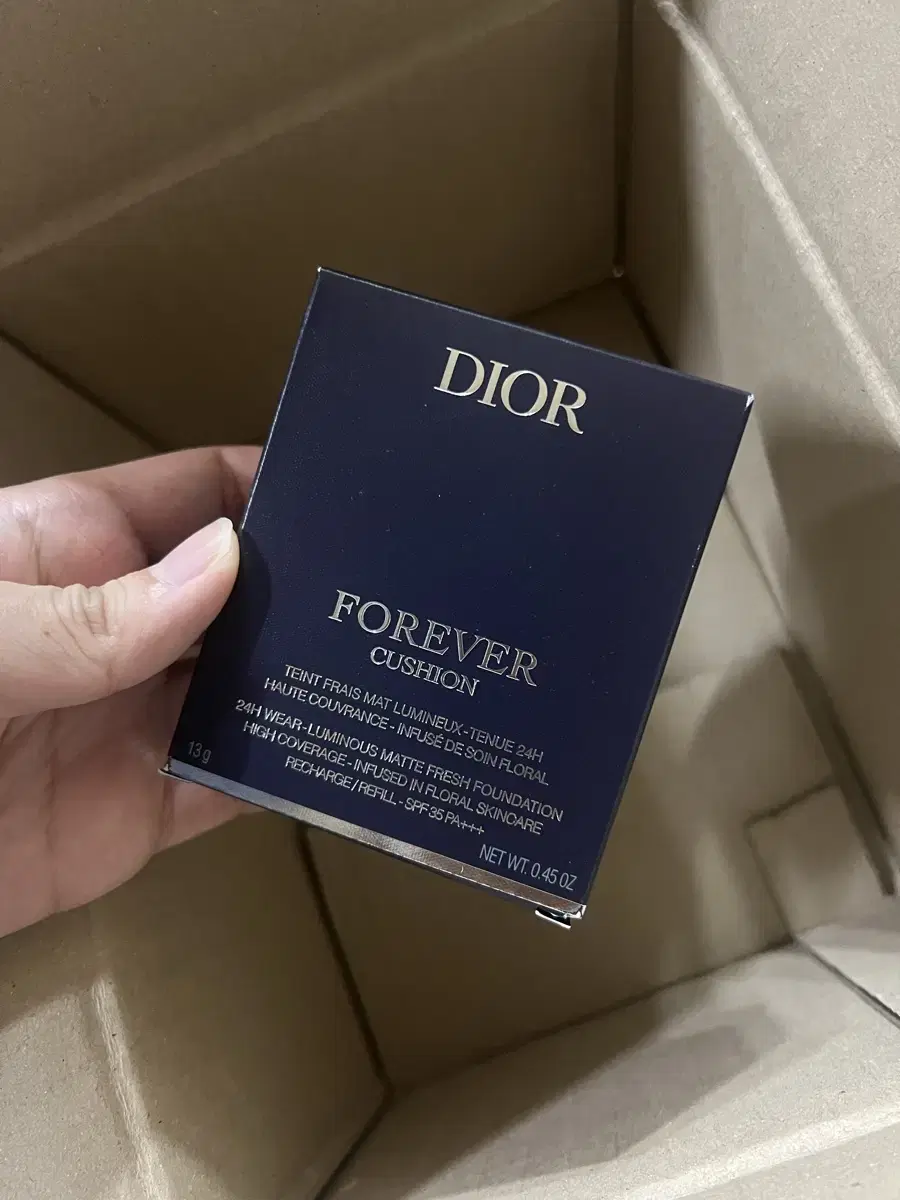 DIOR
FOREVER
CUSHION
TEINT FRAIS MAT LUMINEUX - TENUE 24H
HAUTE COUVRANCE - INFUSÉ DE SOIN FLORAL
24H WEAR - LUMINOUS MATTE FRESH FOUNDATION
HIGH COVERAGE - INFUSED IN FLORAL SKINCARE
RECHARGE / REFILL - SPF 35 PA+++
13 g
NET WT. 0.45 OZ